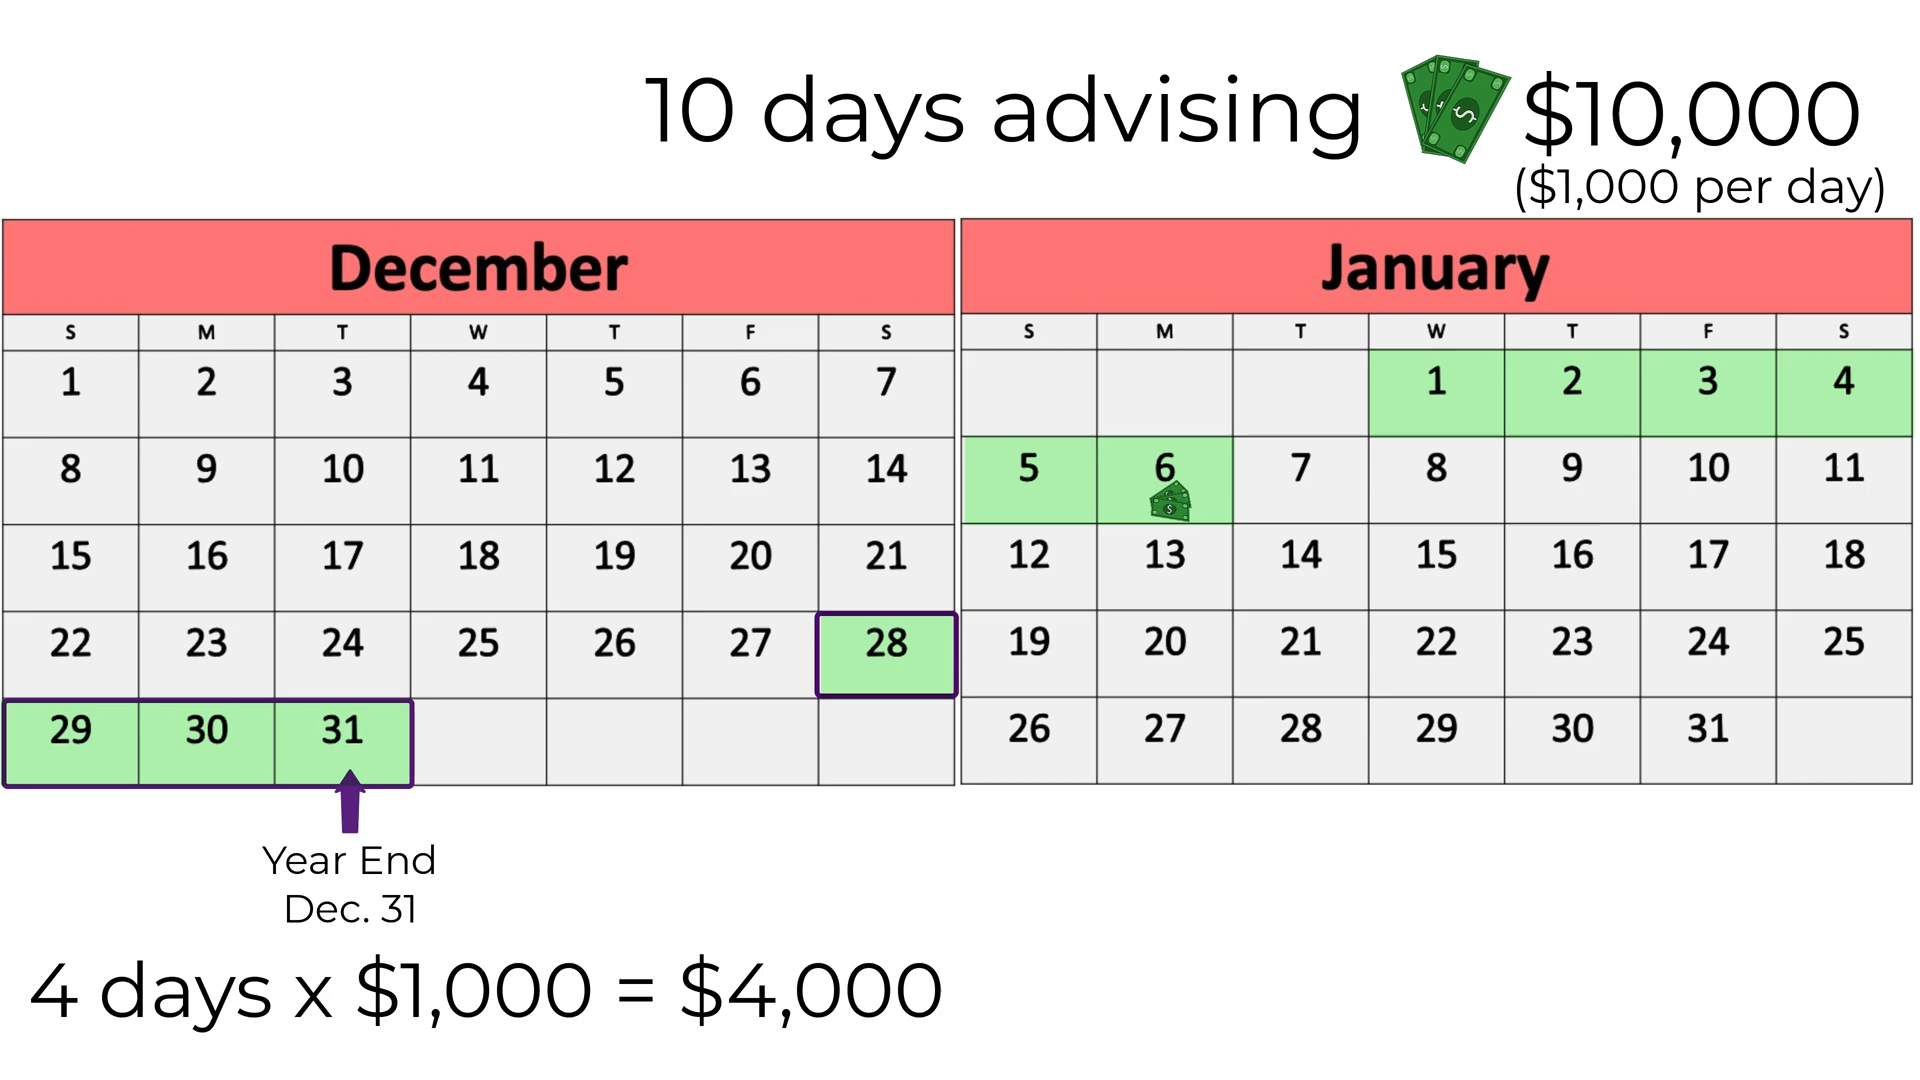 10 days advising $10,000
($1,000 per day)
December
S M T W T F S
1 2 3 4 5 6 7
8 9 10 11 12 13 14
15 16 17 18 19 20 21
22 23 24 25 26 27 28
29 30 31
January
S M T W T F S
1 2 3 4
5 6 7 8 9 10 11
12 13 14 15 16 17 18
19 20 21 22 23 24 25
26 27 28 29 30 31
Year End
Dec. 31
4 days x $1,000 = $4,000